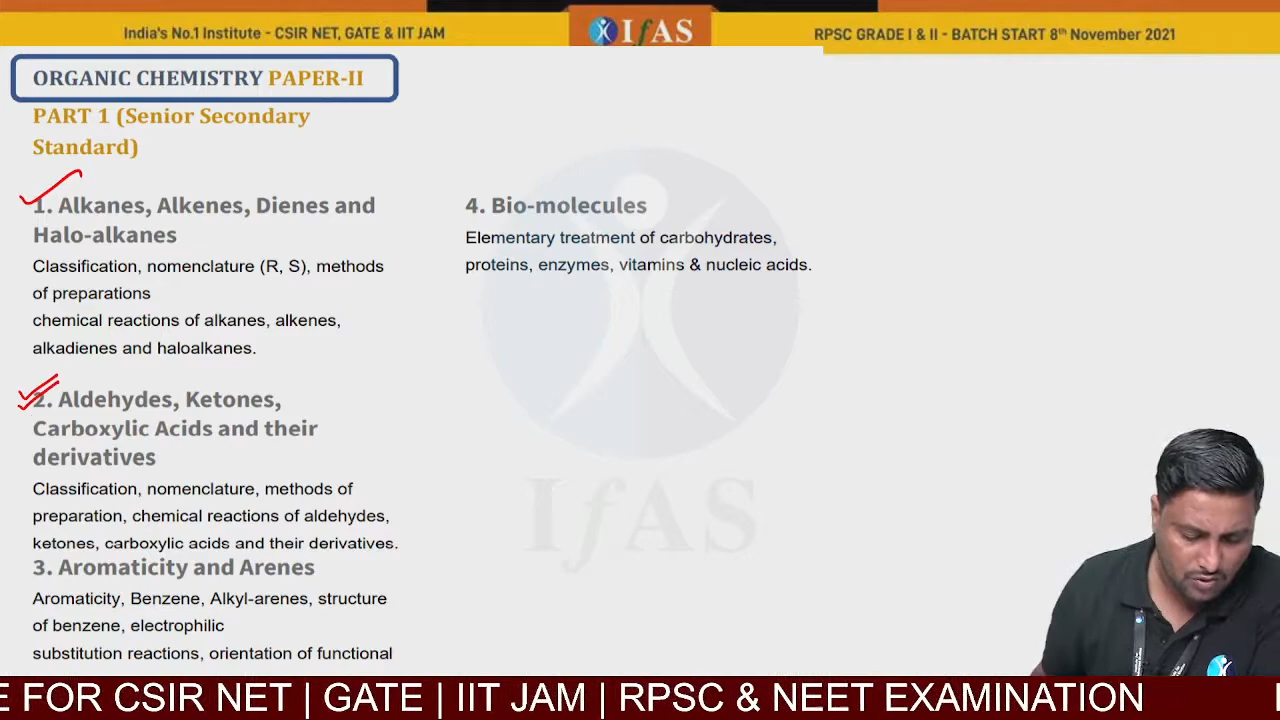 India's No.1 Institute - CSIR NET, GATE & IIT JAM
IfAS
RPSC GRADE I & II - BATCH START 8th November 2021
ORGANIC CHEMISTRY PAPER-II
PART 1 (Senior Secondary
Standard)
1. Alkanes, Alkenes, Dienes and
Halo-alkanes
Classification, nomenclature (R, S), methods
of preparations
chemical reactions of alkanes, alkenes,
alkadienes and haloalkanes.
2. Aldehydes, Ketones,
Carboxylic Acids and their
derivatives
Classification, nomenclature, methods of
preparation, chemical reactions of aldehydes,
ketones, carboxylic acids and their derivatives.
3. Aromaticity and Arenes
Aromaticity, Benzene, Alkyl-arenes, structure
of benzene, electrophilic
substitution reactions, orientation of functional
4. Bio-molecules
Elementary treatment of carbohydrates,
proteins, enzymes, vitamins & nucleic acids.
IfAS
E FOR CSIR NET | GATE | IIT JAM | RPSC & NEET EXAMINATION